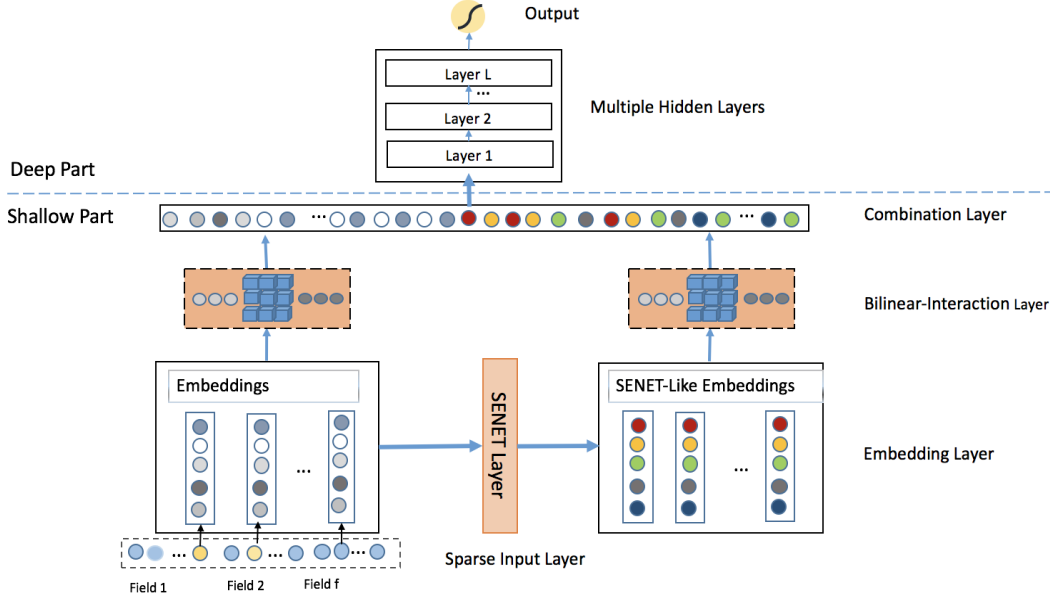 Output
Layer L
...
Layer 2
Multiple Hidden Layers
Layer 1
Deep Part
Shallow Part
...
...
Combination Layer
Bilinear-Interaction Layer
Embeddings
SENET Layer
SENET-Like Embeddings
...
...
Embedding Layer
... ... ...
Sparse Input Layer
Field 1
Field 2
Field f